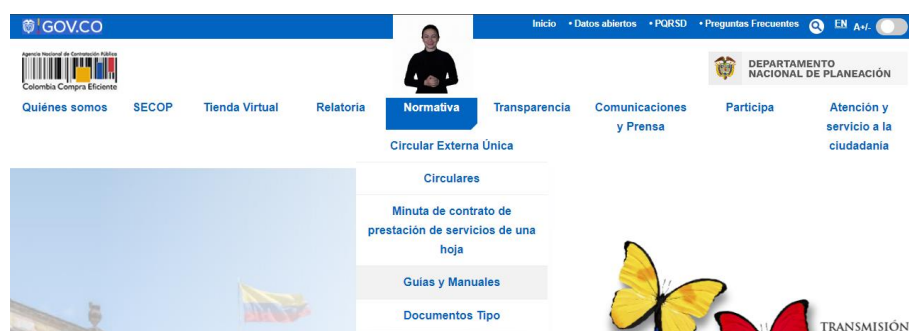 GOV.CO
Inicio • Datos abiertos • PQRSD • Preguntas Frecuentes EN A+/-
Agencia Nacional de Contratación Pública
Colombia Compra Eficiente
DEPARTAMENTO
NACIONAL DE PLANEACIÓN
Quiénes somos SECOP Tienda Virtual Relatoria Normativa Transparencia Comunicaciones Participa Atención y
y Prensa servicio a la
ciudadanía
Circular Externa Única
Circulares
Minuta de contrato de
prestación de servicios de una
hoja
Guías y Manuales
Documentos Tipo
TRANSMISIÓN